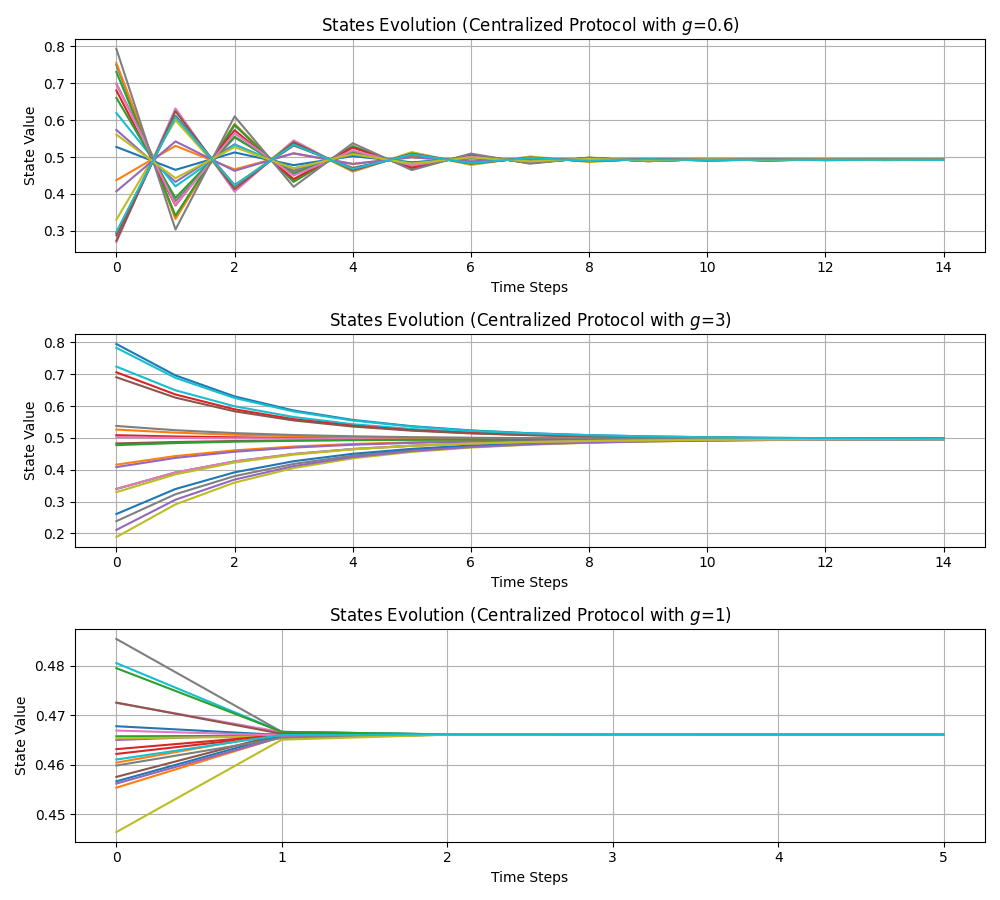 States Evolution (Centralized Protocol with g=0.6)
0.8
0.7
0.6
0.5
0.4
0.3
State Value
0 2 4 6 8 10 12 14
Time Steps
States Evolution (Centralized Protocol with g=3)
0.8
0.7
0.6
0.5
0.4
0.3
0.2
State Value
0 2 4 6 8 10 12 14
Time Steps
States Evolution (Centralized Protocol with g=1)
0.48
0.47
0.46
0.45
State Value
0 1 2 3 4 5
Time Steps